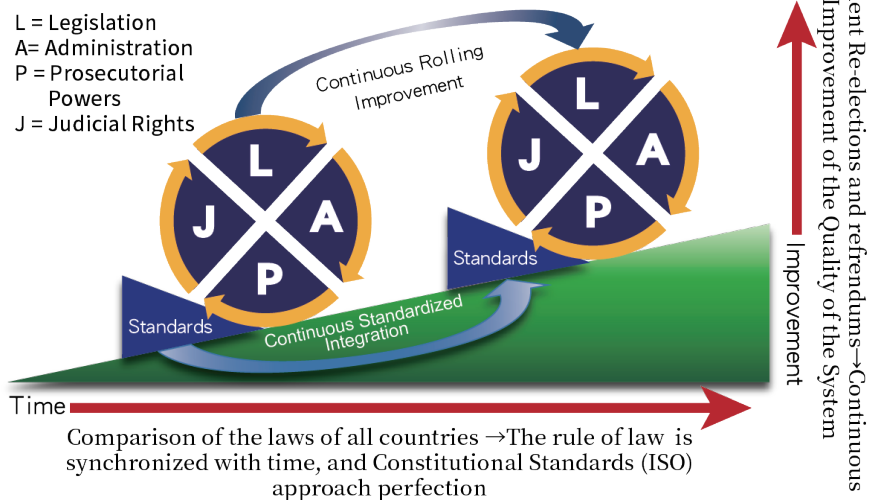 L = Legislation
A= Administration
P = Prosecutorial
Powers
J = Judicial Rights
Continuous Rolling
Improvement
L
A
P
J
L
A
P
J
Standards
Standards
Continuous Standardized
Integration
Time
Comparison of the laws of all countries →The rule of law is
synchronized with time, and Constitutional Standards (ISO)
approach perfection
Improvement
Re-elections and refrendums→Continuous
Improvement of the Quality of the System